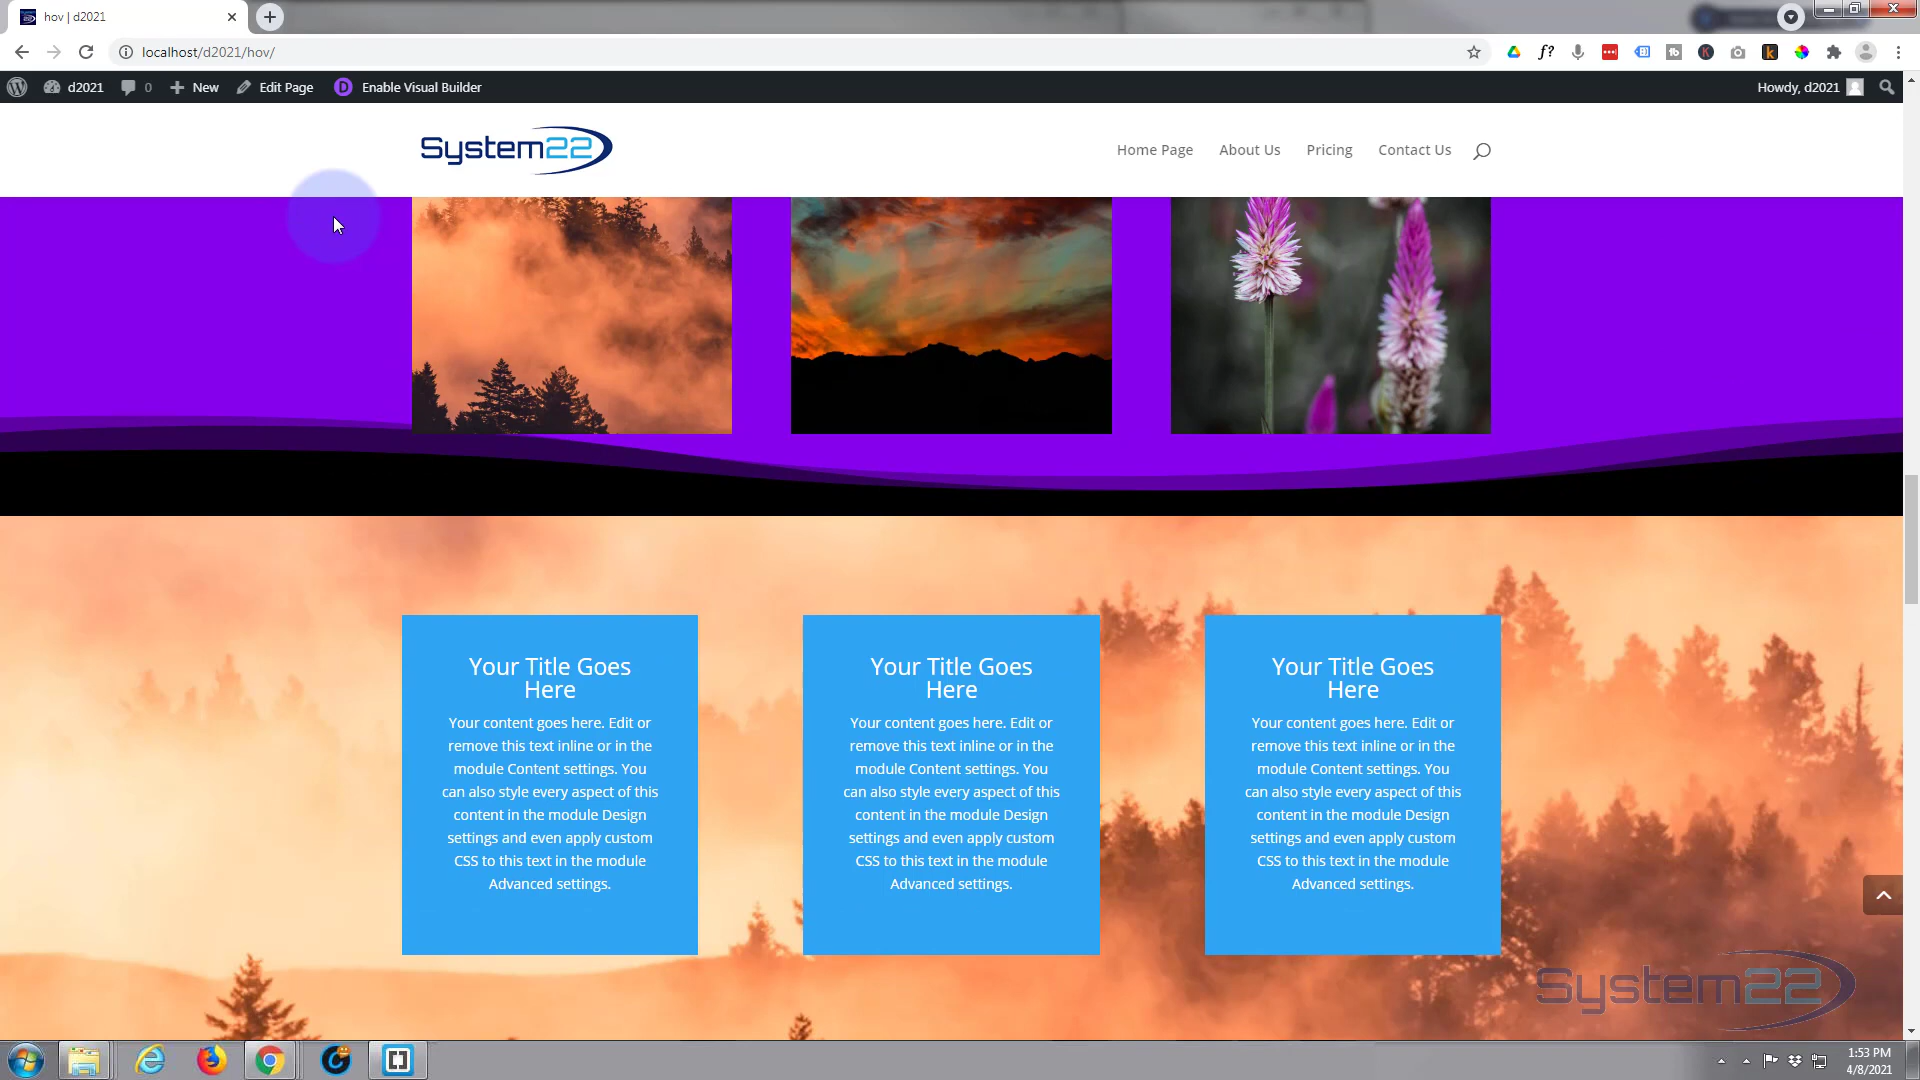 hov | d2021
localhost/d2021/hov/
d2021 0 New Edit Page D Enable Visual Builder Howdy, d2021
System22
Home Page About Us Pricing Contact Us
Your Title Goes
Here
Your content goes here. Edit or
remove this text inline or in the
module Content settings. You
can also style every aspect of this
content in the module Design
settings and even apply custom
CSS to this text in the module
Advanced settings.
Your Title Goes
Here
Your content goes here. Edit or
remove this text inline or in the
module Content settings. You
can also style every aspect of this
content in the module Design
settings and even apply custom
CSS to this text in the module
Advanced settings.
Your Title Goes
Here
Your content goes here. Edit or
remove this text inline or in the
module Content settings. You
can also style every aspect of this
content in the module Design
settings and even apply custom
CSS to this text in the module
Advanced settings.
System22
1:53 PM
4/8/2021